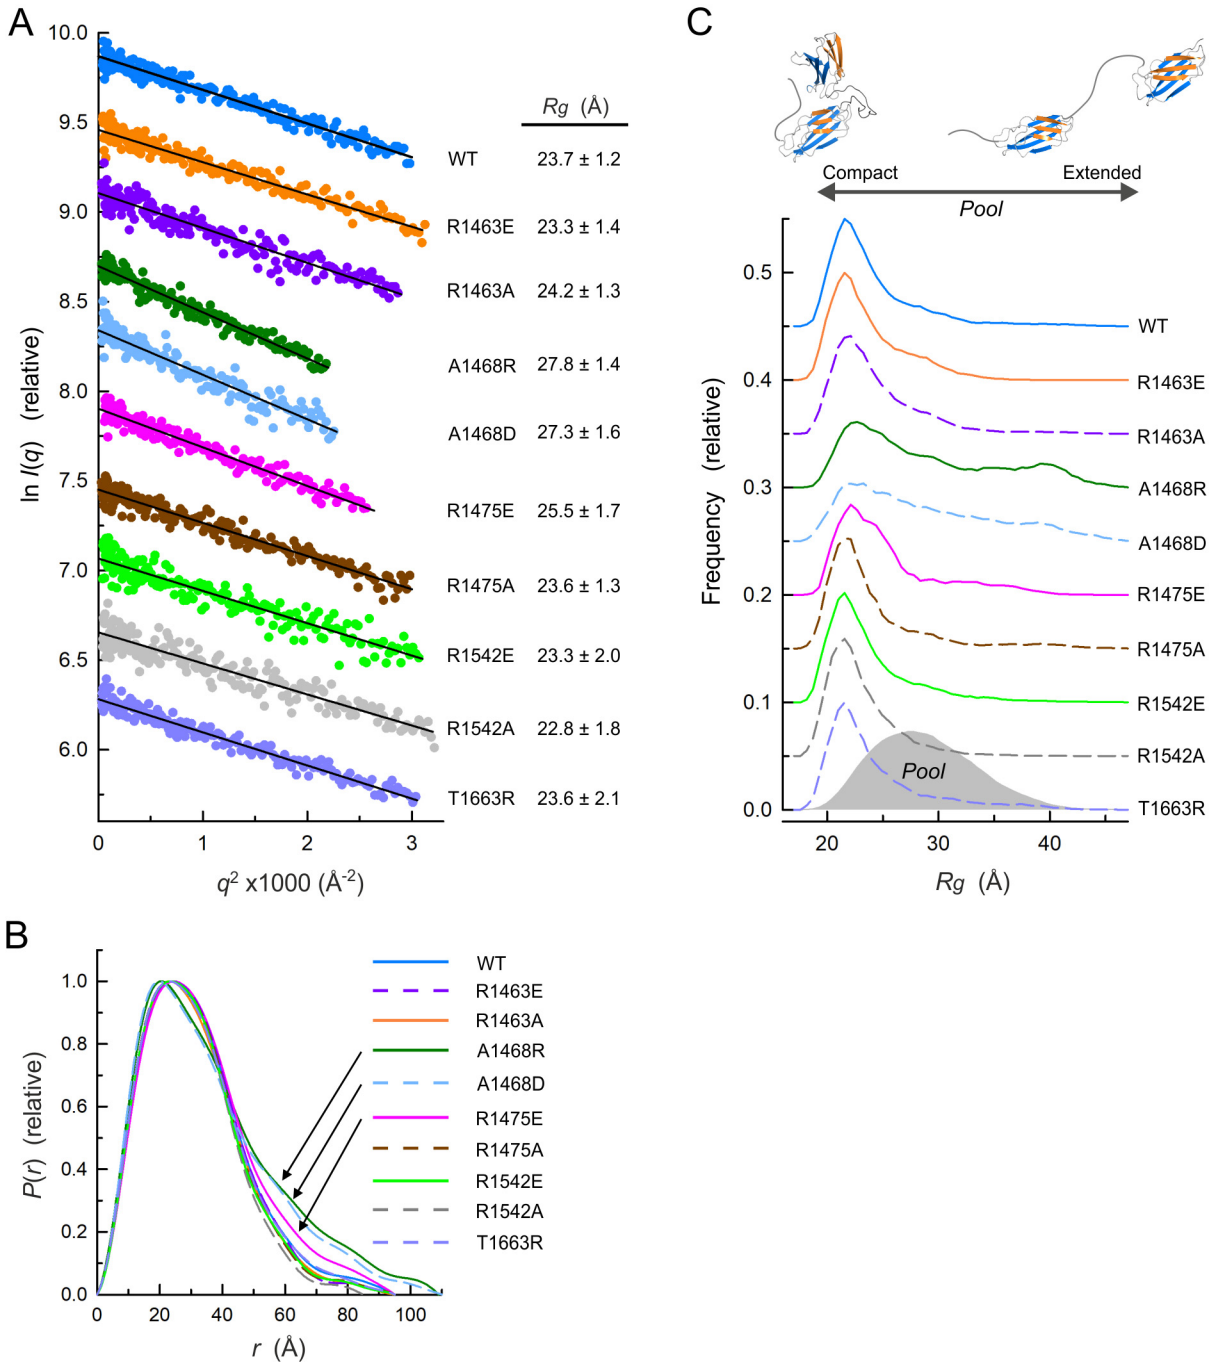 A
10.0
9.5
9.0
8.5
8.0
7.5
7.0
6.5
6.0
ln I(q) (relative)
0 1 2 3
q² x1000 (Å⁻²)
Rg (Å)
WT 23.7 ± 1.2
R1463E 23.3 ± 1.4
R1463A 24.2 ± 1.3
A1468R 27.8 ± 1.4
A1468D 27.3 ± 1.6
R1475E 25.5 ± 1.7
R1475A 23.6 ± 1.3
R1542E 23.3 ± 2.0
R1542A 22.8 ± 1.8
T1663R 23.6 ± 2.1
C
Compact Extended
Pool
0.5
0.4
0.3
0.2
0.1
0.0
Frequency (relative)
WT
R1463E
R1463A
A1468R
A1468D
R1475E
R1475A
R1542E
R1542A
T1663R
Pool
20 30 40
Rg (Å)
B
1.0
0.8
0.6
0.4
0.2
0.0
P(r) (relative)
0 20 40 60 80 100
r (Å)
WT
R1463E
R1463A
A1468R
A1468D
R1475E
R1475A
R1542E
R1542A
T1663R